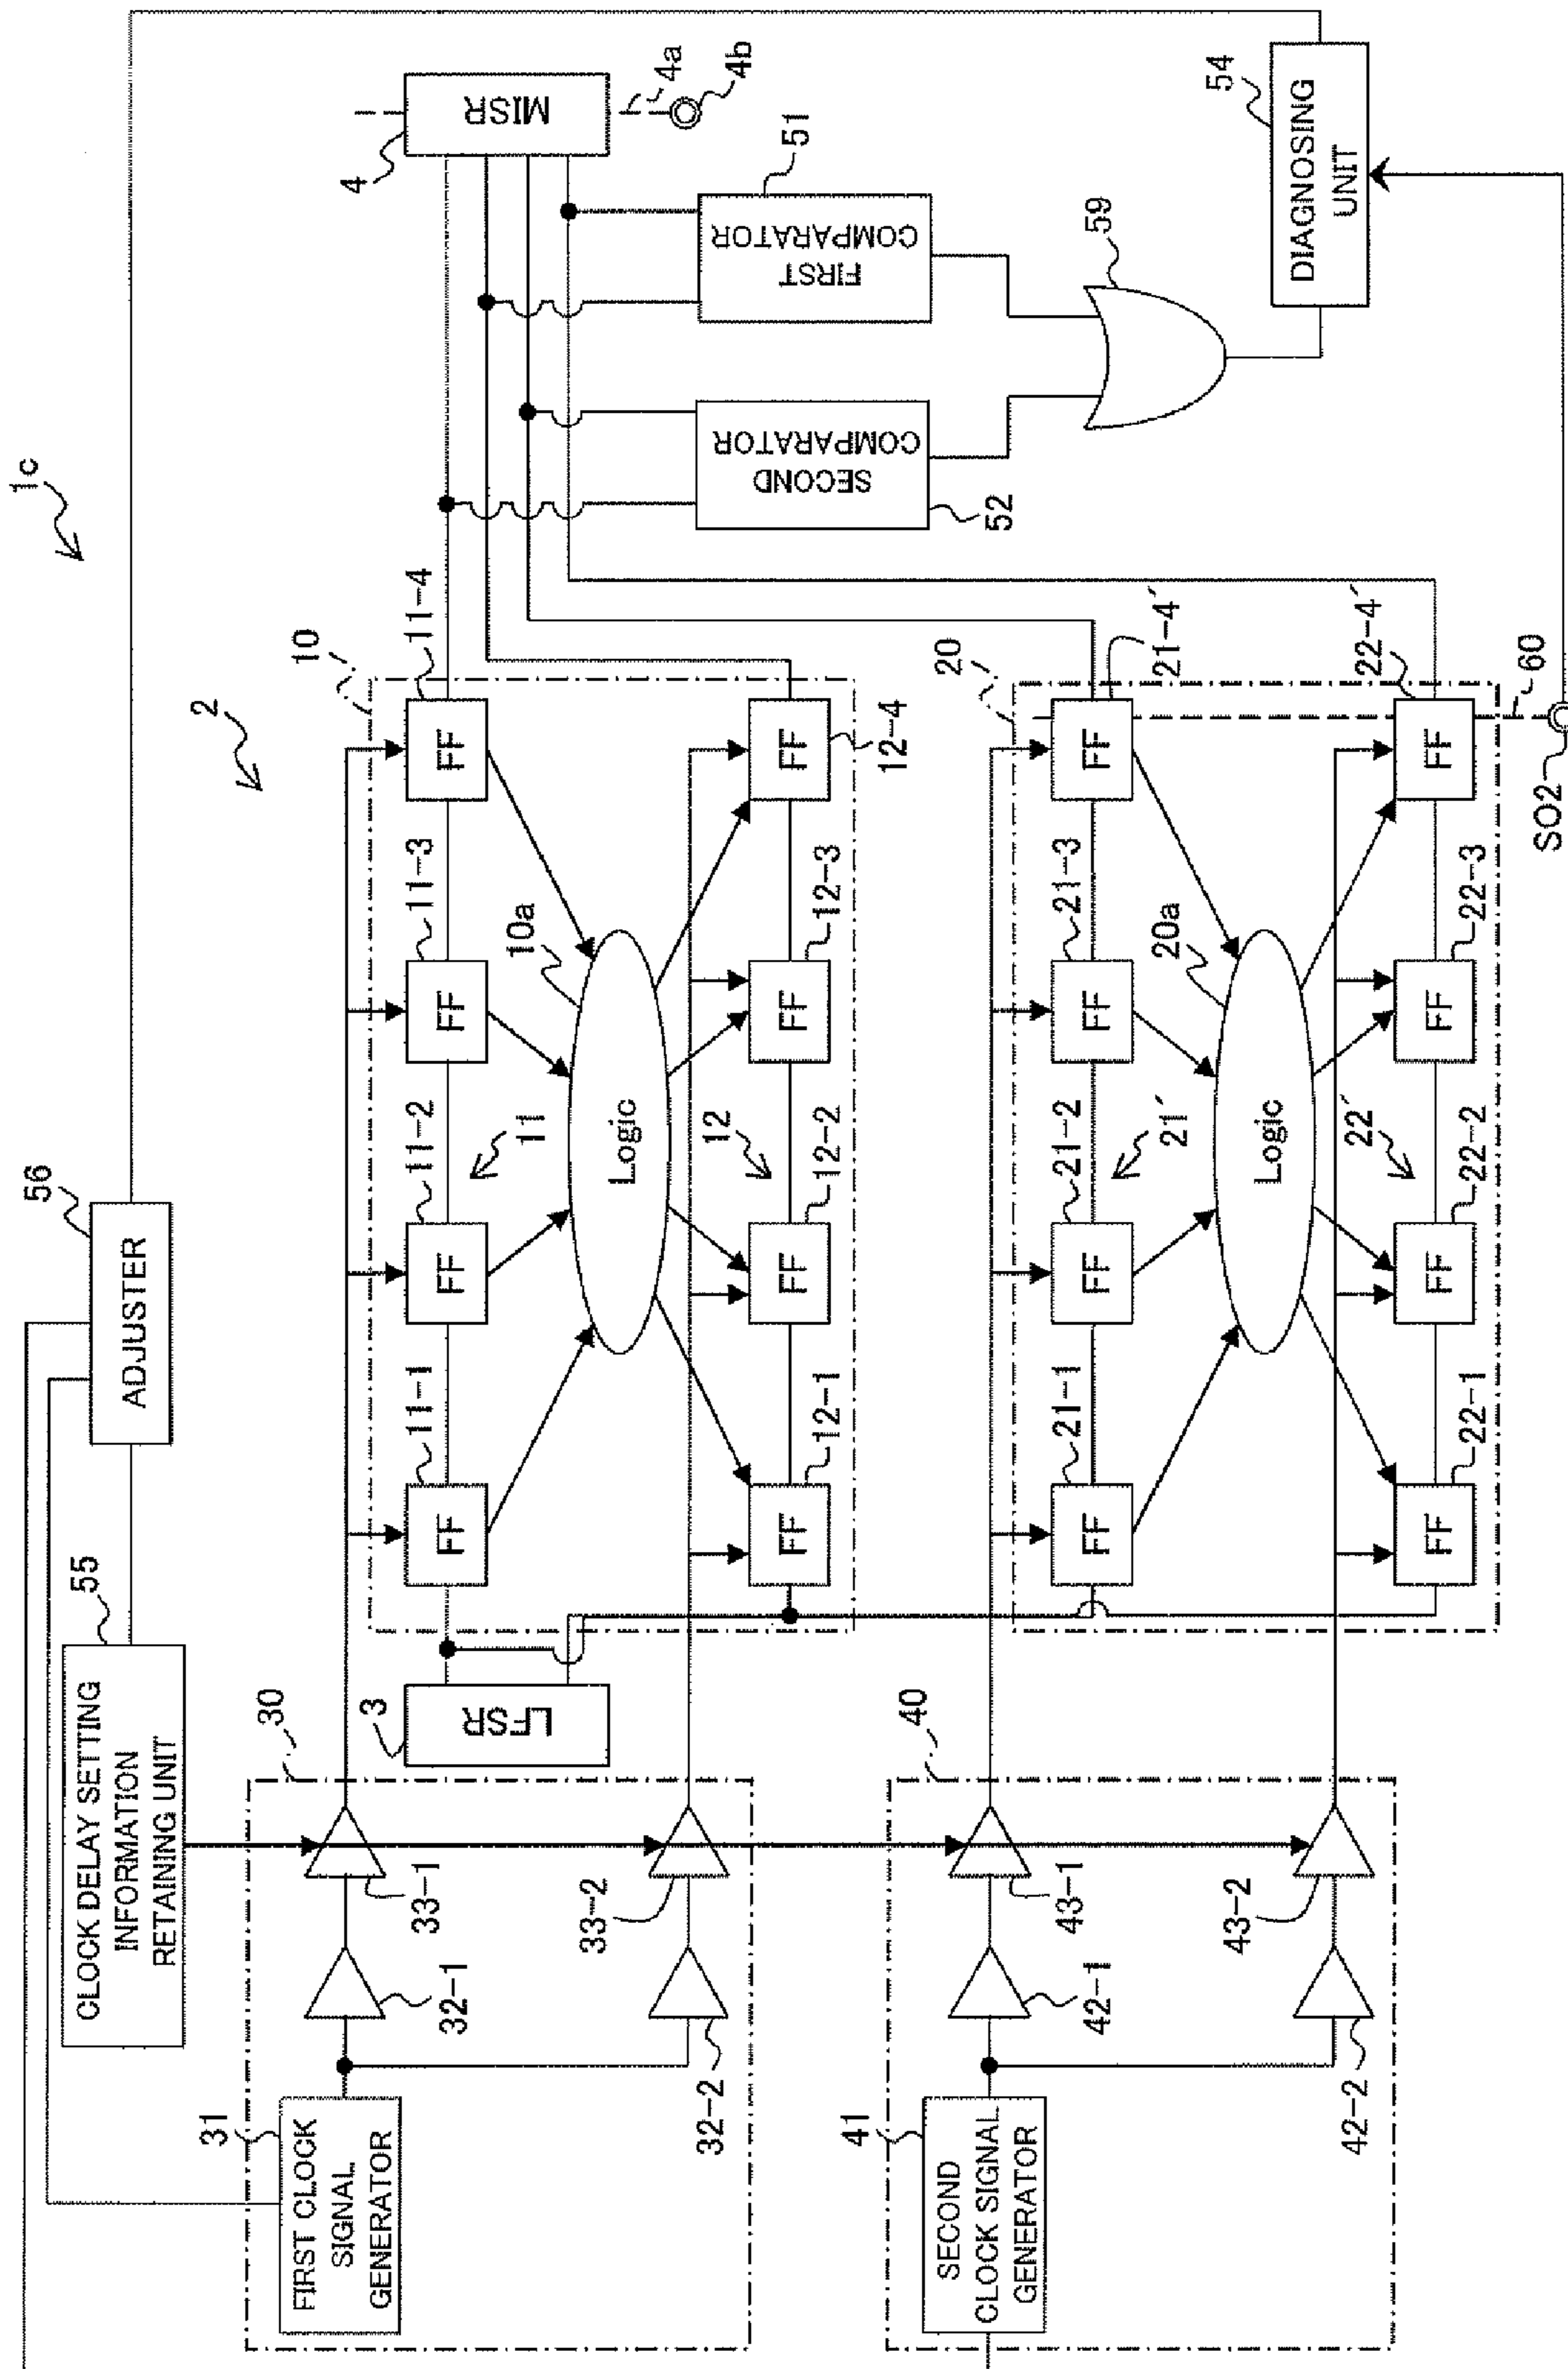 1c
2
CLOCK DELAY SETTING
INFORMATION
RETAINING UNIT
55
ADJUSTER
56
31
FIRST CLOCK
SIGNAL
GENERATOR
32-1
33-1
32-2
33-2
30
3
LFSR
10
11-1
11-2
11-3
11-4
FF
FF
FF
FF
11
10a
Logic
12
FF
FF
FF
FF
12-1
12-2
12-3
12-4
4
MISR
4a
4b
SECOND
COMPARATOR
52
FIRST
COMPARATOR
51
59
DIAGNOSING
UNIT
54
41
SECOND
CLOCK SIGNAL
GENERATOR
42-1
43-1
42-2
43-2
40
20
21-1
21-2
21-3
21-4´
FF
FF
FF
FF
21´
20a
Logic
22´
FF
FF
FF
FF
22-1
22-2
22-3
22-4´
60
SO2